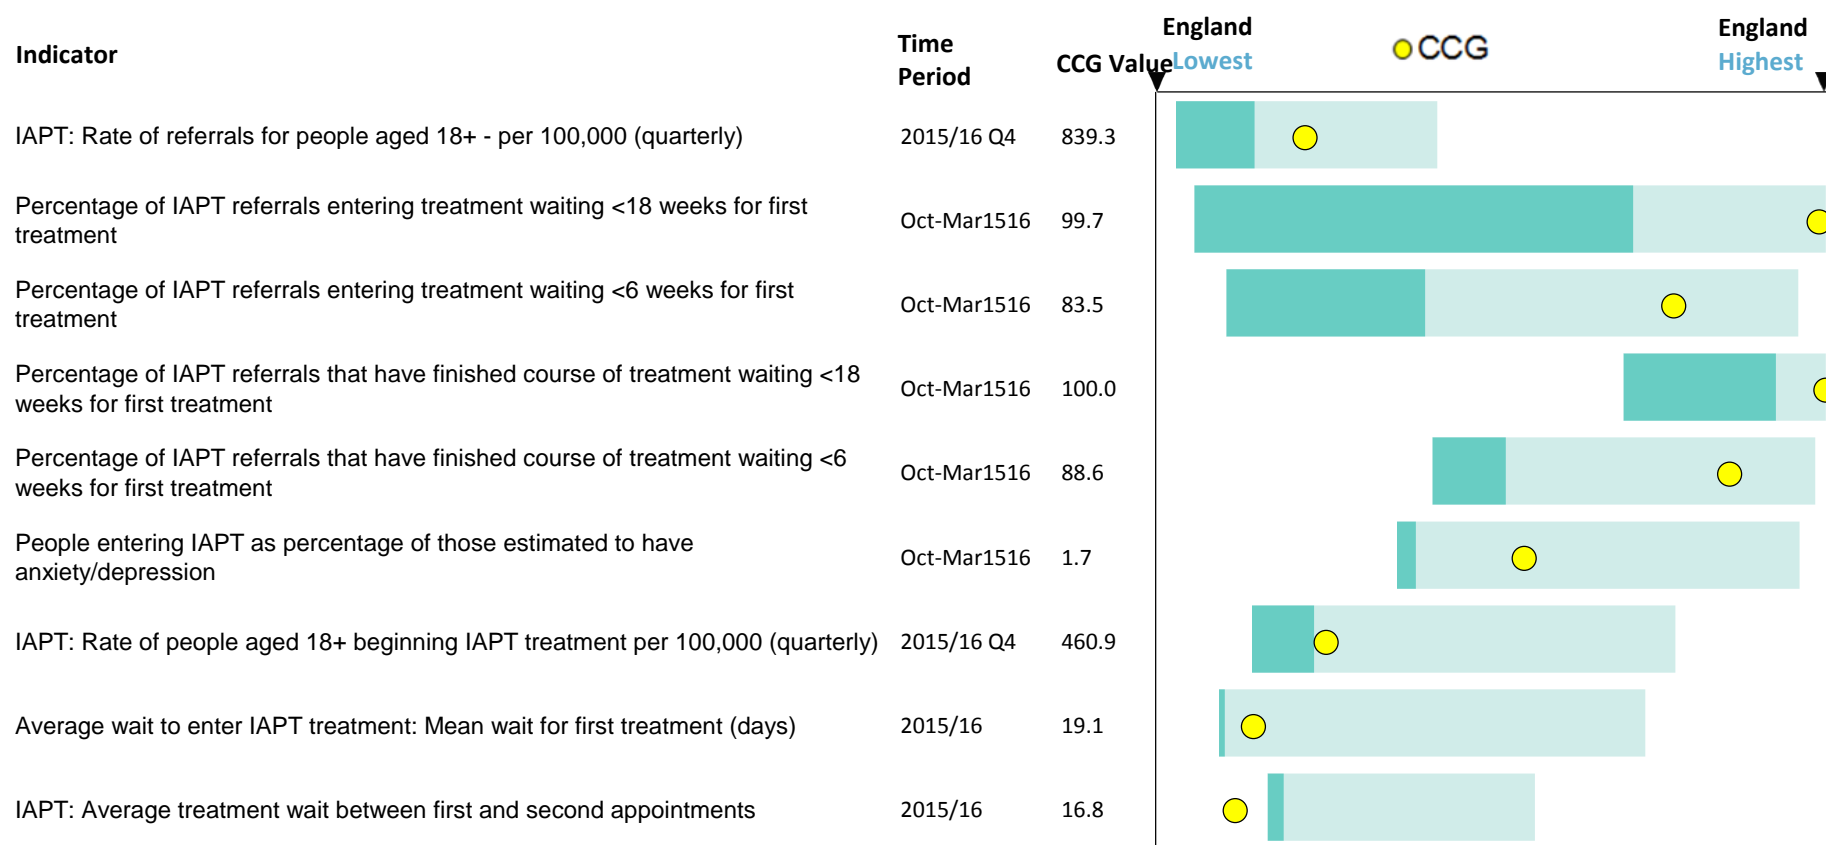 Indicator
Time
Period
CCG Value
England
Lowest
CCG
England
Highest
IAPT: Rate of referrals for people aged 18+ - per 100,000 (quarterly) 2015/16 Q4 839.3
Percentage of IAPT referrals entering treatment waiting <18 weeks for first
treatment
Oct-Mar1516 99.7
Percentage of IAPT referrals entering treatment waiting <6 weeks for first
treatment
Oct-Mar1516 83.5
Percentage of IAPT referrals that have finished course of treatment waiting <18
weeks for first treatment
Oct-Mar1516 100.0
Percentage of IAPT referrals that have finished course of treatment waiting <6
weeks for first treatment
Oct-Mar1516 88.6
People entering IAPT as percentage of those estimated to have
anxiety/depression
Oct-Mar1516 1.7
IAPT: Rate of people aged 18+ beginning IAPT treatment per 100,000 (quarterly) 2015/16 Q4 460.9
Average wait to enter IAPT treatment: Mean wait for first treatment (days) 2015/16 19.1
IAPT: Average treatment wait between first and second appointments 2015/16 16.8